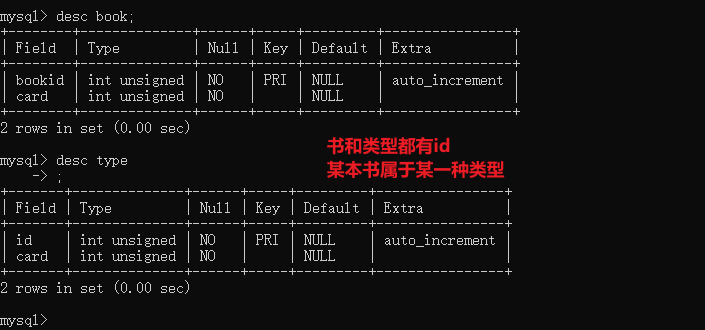 mysql> desc book;
+--------+--------------+------+-----+---------+----------------+
| Field  | Type         | Null | Key | Default | Extra          |
+--------+--------------+------+-----+---------+----------------+
| bookid | int unsigned | NO   | PRI | NULL    | auto_increment |
| card   | int unsigned | NO   |     | NULL    |                |
+--------+--------------+------+-----+---------+----------------+
2 rows in set (0.00 sec)
书和类型都有id
某本书属于某一种类型
mysql> desc type
    -> ;
+-------+--------------+------+-----+---------+----------------+
| Field | Type         | Null | Key | Default | Extra          |
+-------+--------------+------+-----+---------+----------------+
| id    | int unsigned | NO   | PRI | NULL    | auto_increment |
| card  | int unsigned | NO   |     | NULL    |                |
+-------+--------------+------+-----+---------+----------------+
2 rows in set (0.00 sec)
mysql>